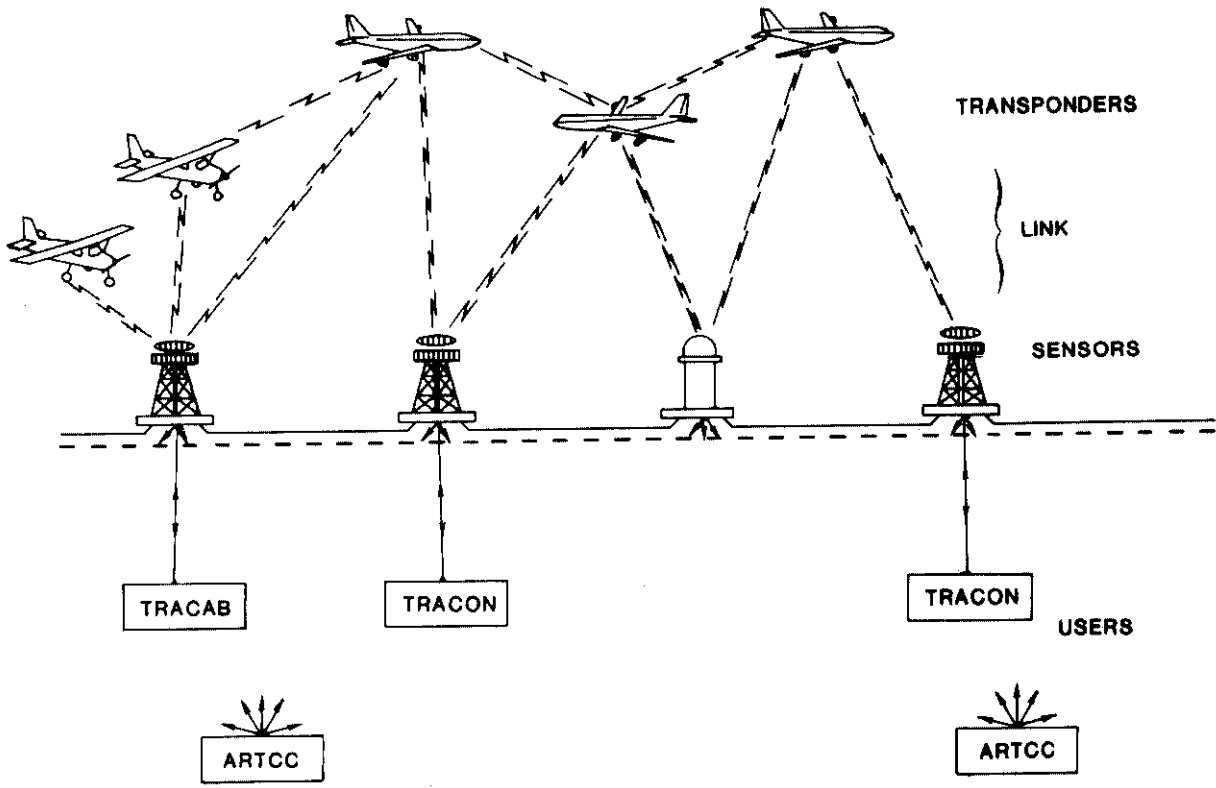 TRANSPONDERS
LINK
SENSORS
TRACAB
TRACON
TRACON
USERS
ARTCC
ARTCC